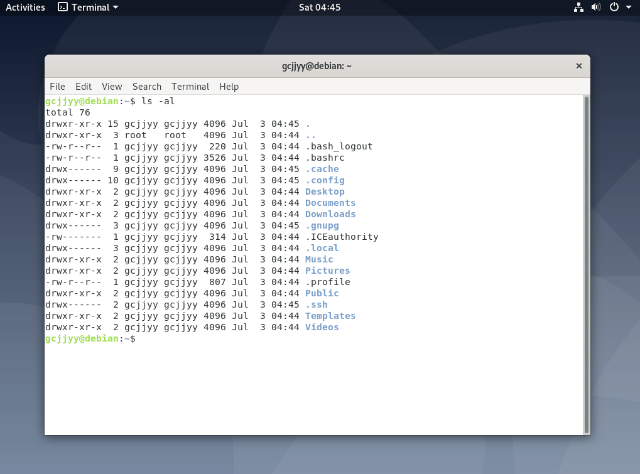 Activities Terminal Sat 04:45
gcjjyy@debian: ~
File Edit View Search Terminal Help
gcjjyy@debian:~$ ls -al
total 76
drwxr-xr-x 15 gcjjyy gcjjyy 4096 Jul  3 04:45 .
drwxr-xr-x  3 root   root   4096 Jul  3 04:44 ..
-rw-r--r--  1 gcjjyy gcjjyy  220 Jul  3 04:44 .bash_logout
-rw-r--r--  1 gcjjyy gcjjyy 3526 Jul  3 04:44 .bashrc
drwx------  9 gcjjyy gcjjyy 4096 Jul  3 04:45 .cache
drwx------ 10 gcjjyy gcjjyy 4096 Jul  3 04:45 .config
drwxr-xr-x  2 gcjjyy gcjjyy 4096 Jul  3 04:44 Desktop
drwxr-xr-x  2 gcjjyy gcjjyy 4096 Jul  3 04:44 Documents
drwxr-xr-x  2 gcjjyy gcjjyy 4096 Jul  3 04:44 Downloads
drwx------  3 gcjjyy gcjjyy 4096 Jul  3 04:45 .gnupg
-rw-------  1 gcjjyy gcjjyy  314 Jul  3 04:44 .ICEauthority
drwx------  3 gcjjyy gcjjyy 4096 Jul  3 04:44 .local
drwxr-xr-x  2 gcjjyy gcjjyy 4096 Jul  3 04:44 Music
drwxr-xr-x  2 gcjjyy gcjjyy 4096 Jul  3 04:44 Pictures
-rw-r--r--  1 gcjjyy gcjjyy  807 Jul  3 04:44 .profile
drwxr-xr-x  2 gcjjyy gcjjyy 4096 Jul  3 04:44 Public
drwx------  2 gcjjyy gcjjyy 4096 Jul  3 04:45 .ssh
drwxr-xr-x  2 gcjjyy gcjjyy 4096 Jul  3 04:44 Templates
drwxr-xr-x  2 gcjjyy gcjjyy 4096 Jul  3 04:44 Videos
gcjjyy@debian:~$